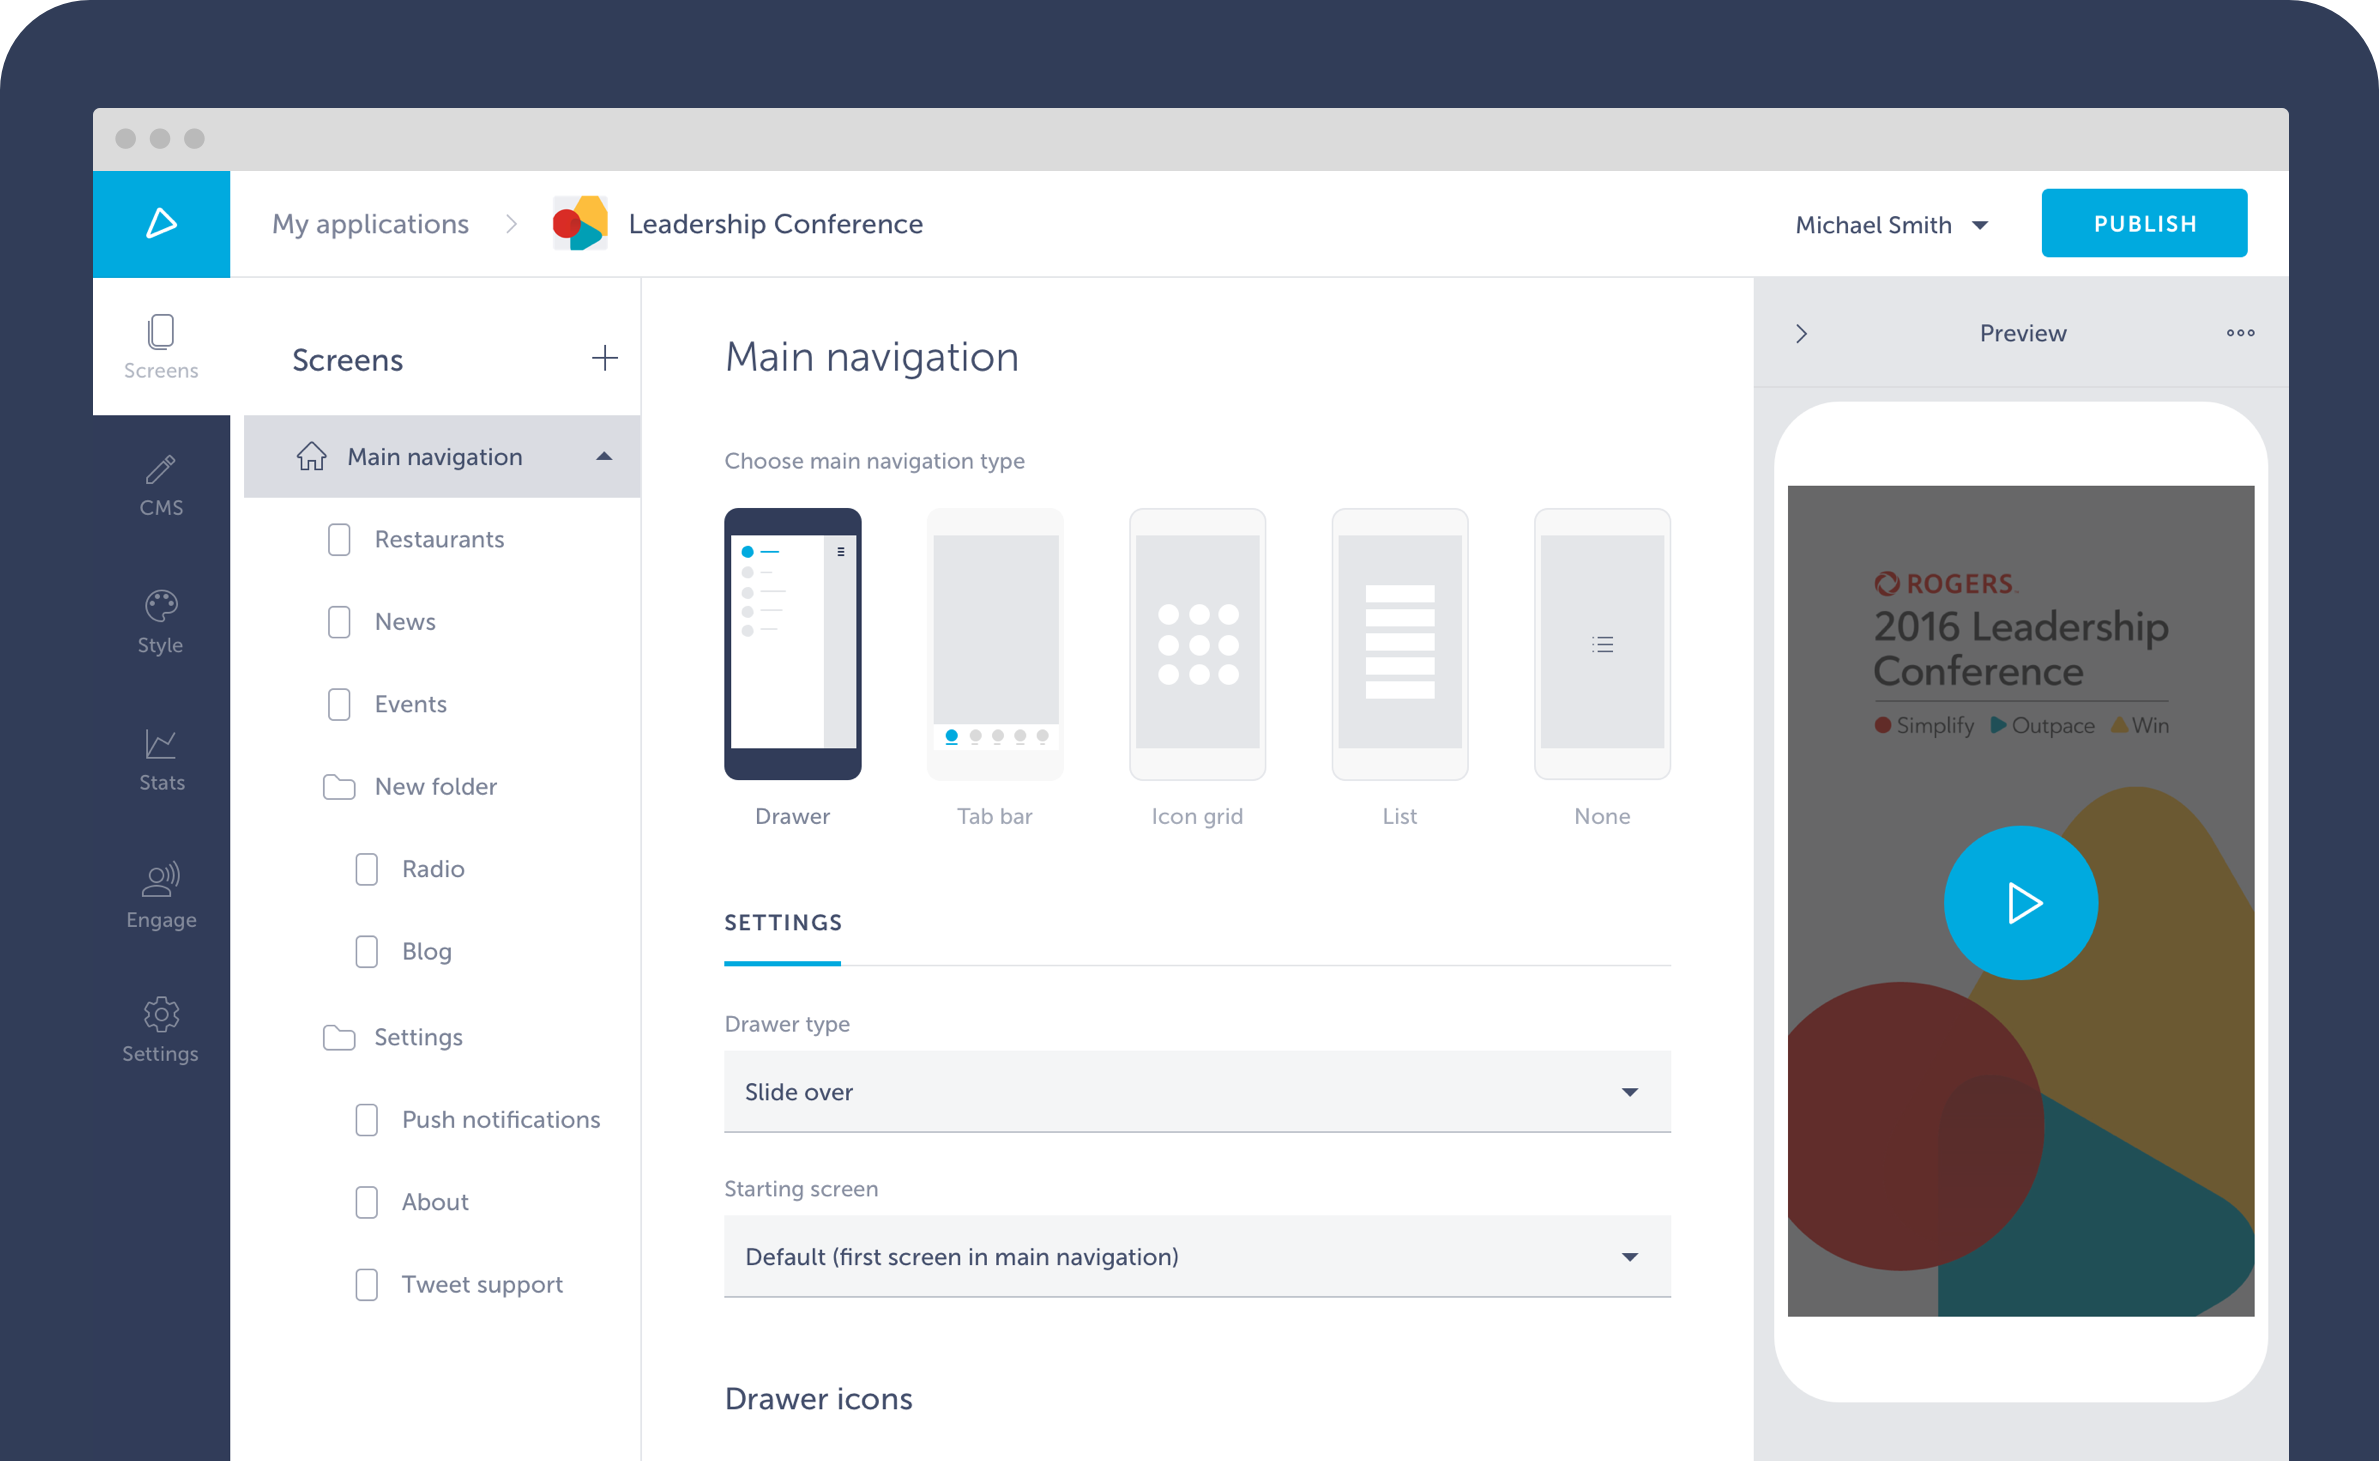 My applications
Leadership Conference
Michael Smith
PUBLISH
Screens
CMS
Style
Stats
Engage
Settings
Screens
Main navigation
Restaurants
News
Events
New folder
Radio
Blog
Settings
Push notifications
About
Tweet support
Main navigation
Choose main navigation type
Drawer
Tab bar
Icon grid
List
None
SETTINGS
Drawer type
Slide over
Starting screen
Default (first screen in main navigation)
Drawer icons
Preview
ROGERS™
2016 Leadership
Conference
Simplify Outpace Win